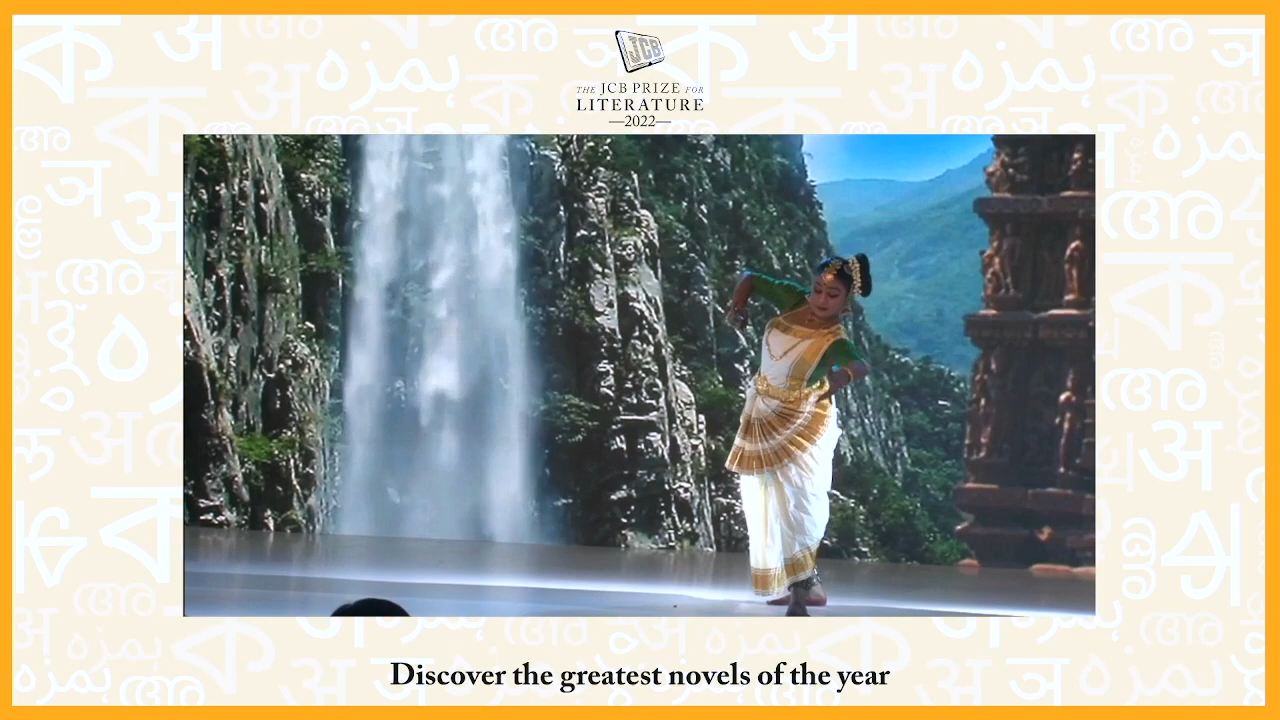 JCB
THE JCB PRIZE FOR
LITERATURE
—2022—
Discover the greatest novels of the year